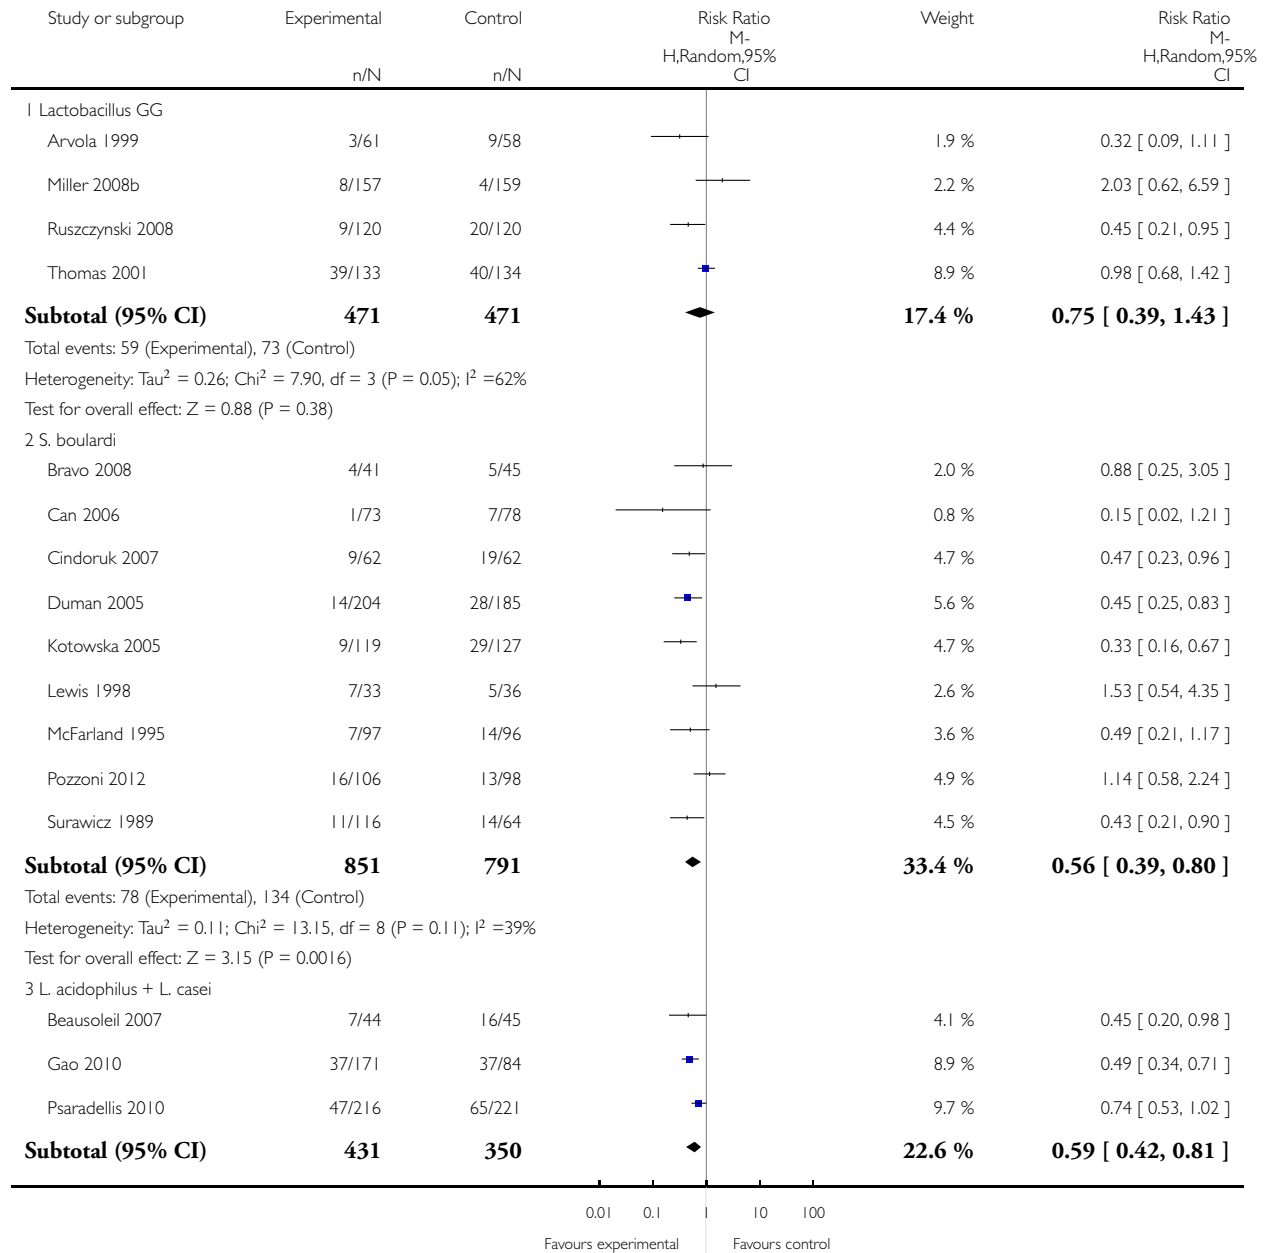 Study or subgroup Experimental Control Risk Ratio Weight Risk Ratio
M- M-
H,Random,95% H,Random,95%
n/N n/N CI CI
1 Lactobacillus GG
Arvola 1999 3/61 9/58 1.9 % 0.32 [ 0.09, 1.11 ]
Miller 2008b 8/157 4/159 2.2 % 2.03 [ 0.62, 6.59 ]
Ruszczynski 2008 9/120 20/120 4.4 % 0.45 [ 0.21, 0.95 ]
Thomas 2001 39/133 40/134 8.9 % 0.98 [ 0.68, 1.42 ]
Subtotal (95% CI) 471 471 17.4 % 0.75 [ 0.39, 1.43 ]
Total events: 59 (Experimental), 73 (Control)
Heterogeneity: Tau² = 0.26; Chi² = 7.90, df = 3 (P = 0.05); I² =62%
Test for overall effect: Z = 0.88 (P = 0.38)
2 S. boulardi
Bravo 2008 4/41 5/45 2.0 % 0.88 [ 0.25, 3.05 ]
Can 2006 1/73 7/78 0.8 % 0.15 [ 0.02, 1.21 ]
Cindoruk 2007 9/62 19/62 4.7 % 0.47 [ 0.23, 0.96 ]
Duman 2005 14/204 28/185 5.6 % 0.45 [ 0.25, 0.83 ]
Kotowska 2005 9/119 29/127 4.7 % 0.33 [ 0.16, 0.67 ]
Lewis 1998 7/33 5/36 2.6 % 1.53 [ 0.54, 4.35 ]
McFarland 1995 7/97 14/96 3.6 % 0.49 [ 0.21, 1.17 ]
Pozzoni 2012 16/106 13/98 4.9 % 1.14 [ 0.58, 2.24 ]
Surawicz 1989 11/116 14/64 4.5 % 0.43 [ 0.21, 0.90 ]
Subtotal (95% CI) 851 791 33.4 % 0.56 [ 0.39, 0.80 ]
Total events: 78 (Experimental), 134 (Control)
Heterogeneity: Tau² = 0.11; Chi² = 13.15, df = 8 (P = 0.11); I² =39%
Test for overall effect: Z = 3.15 (P = 0.0016)
3 L. acidophilus + L. casei
Beausoleil 2007 7/44 16/45 4.1 % 0.45 [ 0.20, 0.98 ]
Gao 2010 37/171 37/84 8.9 % 0.49 [ 0.34, 0.71 ]
Psaradellis 2010 47/216 65/221 9.7 % 0.74 [ 0.53, 1.02 ]
Subtotal (95% CI) 431 350 22.6 % 0.59 [ 0.42, 0.81 ]
0.01 0.1 1 10 100
Favours experimental Favours control